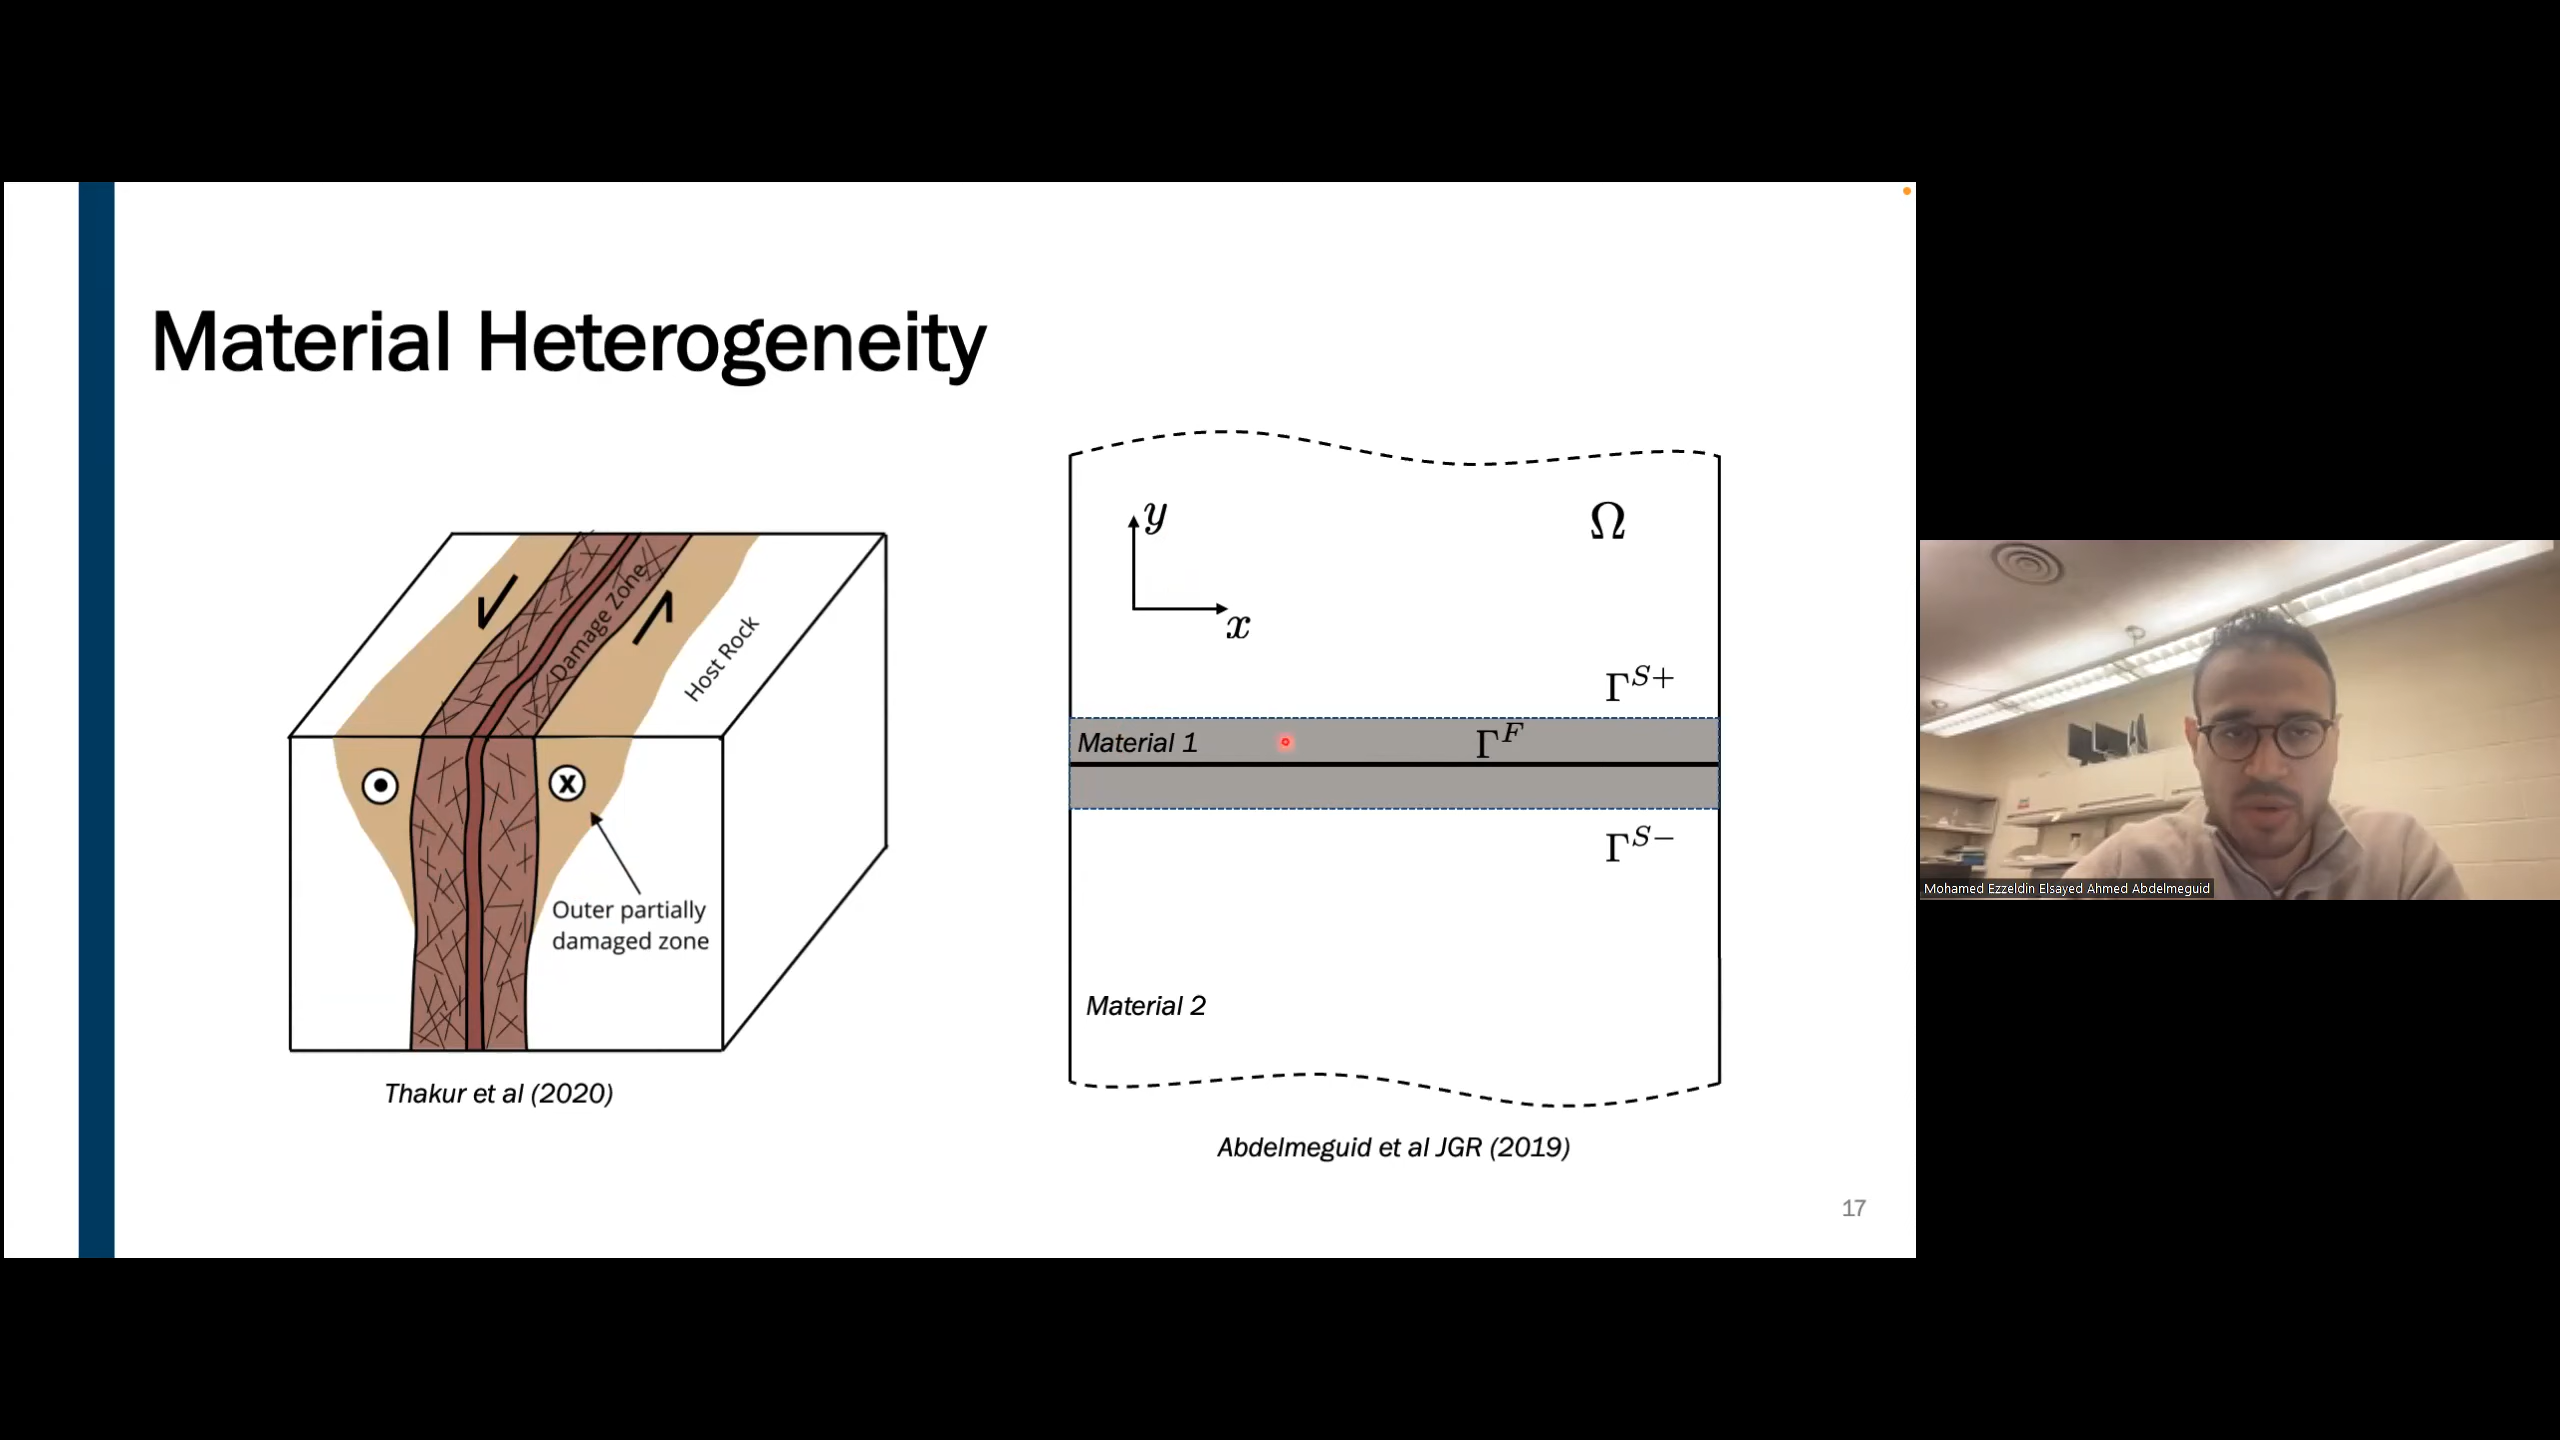 Material Heterogeneity
Damage Zone
Host Rock
X
Outer partially
damaged zone
Thakur et al (2020)
y
x
Ω
Γ^{S+}
Material 1
Γ^F
Γ^{S−}
Material 2
Abdelmeguid et al JGR (2019)
17
Mohamed Ezzeldin Elsayed Ahmed Abdelmeguid